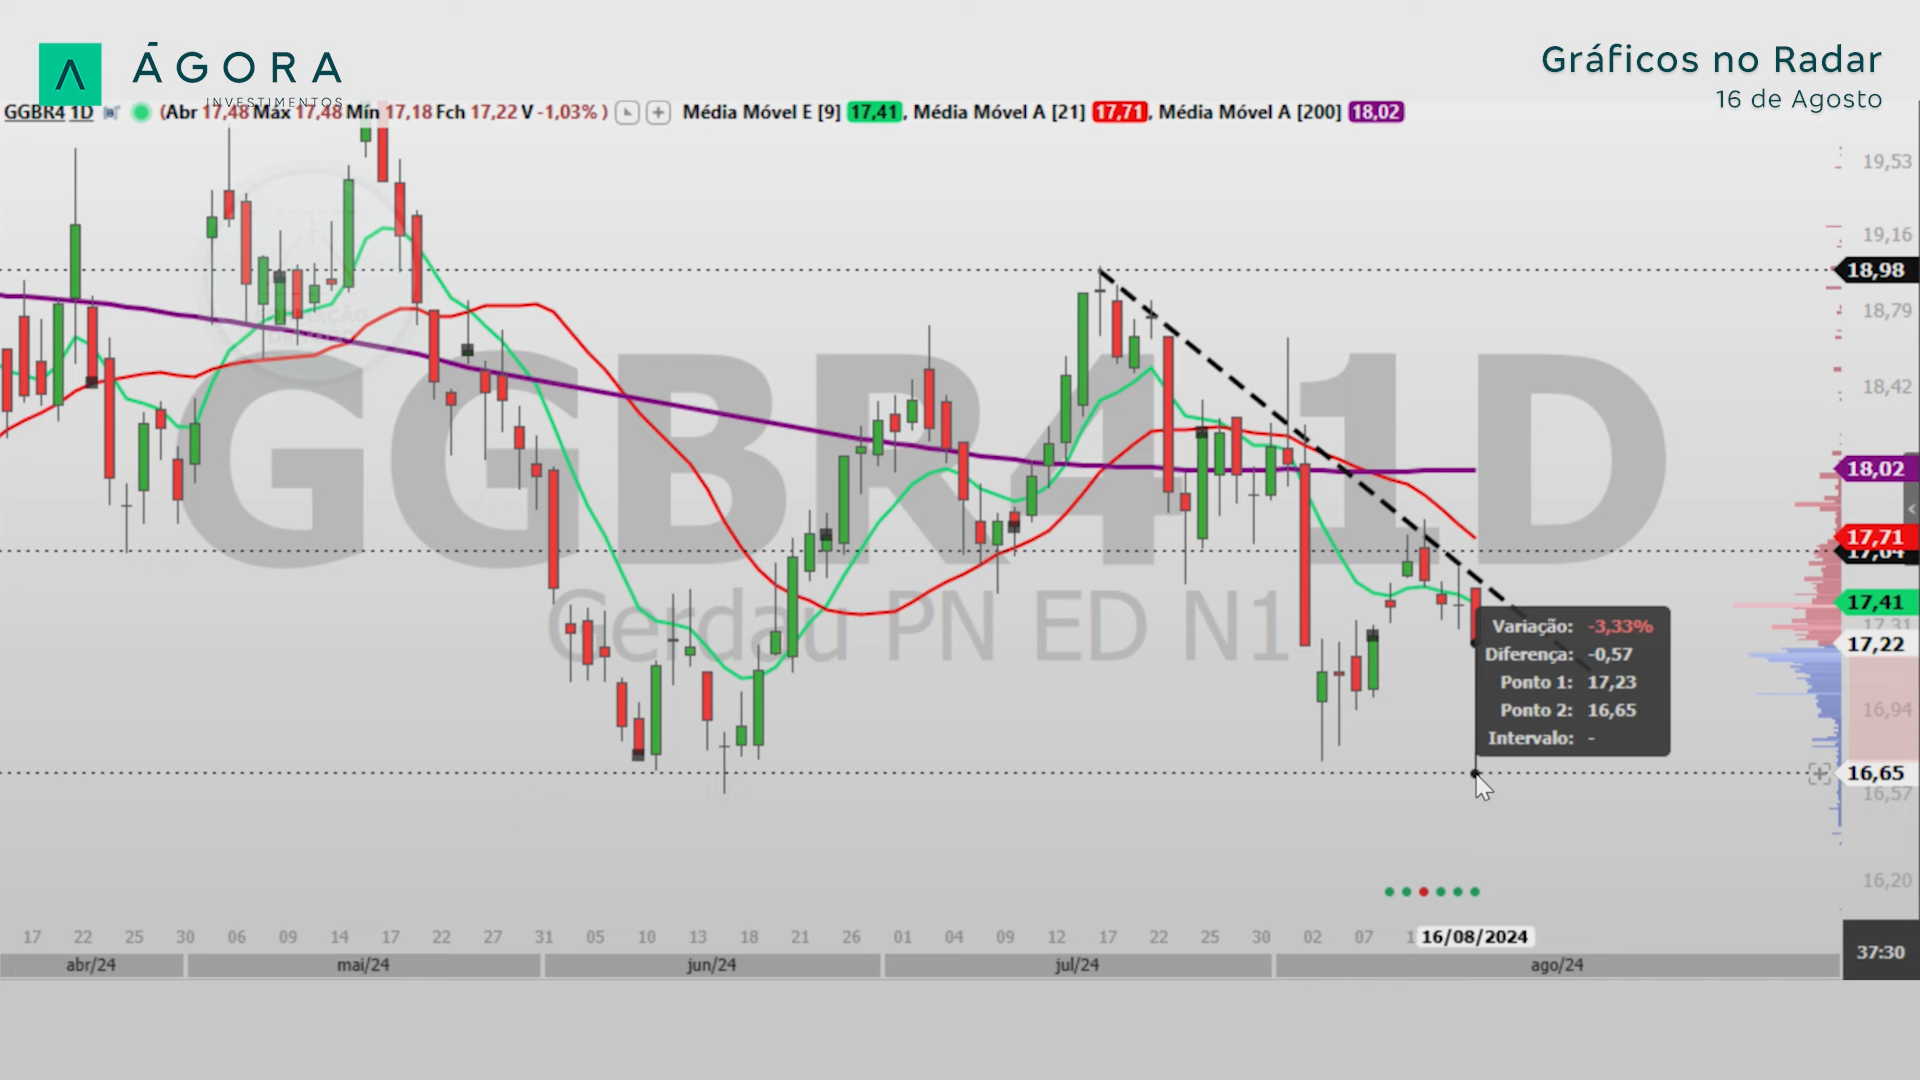 ÁGORA
INVESTIMENTOS
Gráficos no Radar
16 de Agosto
GGBR4 1D (Abr 17,48 Máx 17,48 Mín 17,18 Fch 17,22 V -1,03% ) Média Móvel E [9] 17,41, Média Móvel A [21] 17,71, Média Móvel A [200] 18,02
19,53
19,16
18,98
18,79
18,42
18,02
17,71
17,64
17,41
17,31
17,22
16,94
16,65
16,57
16,20
GGBR4 1D
Gerdau PN ED N1
Variação: -3,33%
Diferença: -0,57
Ponto 1: 17,23
Ponto 2: 16,65
Intervalo: -
17 22 25 30 06 09 14 17 22 27 31 05 10 13 18 21 26 01 04 09 12 17 22 25 30 02 07 16/08/2024
abr/24 mai/24 jun/24 jul/24 ago/24
37:30